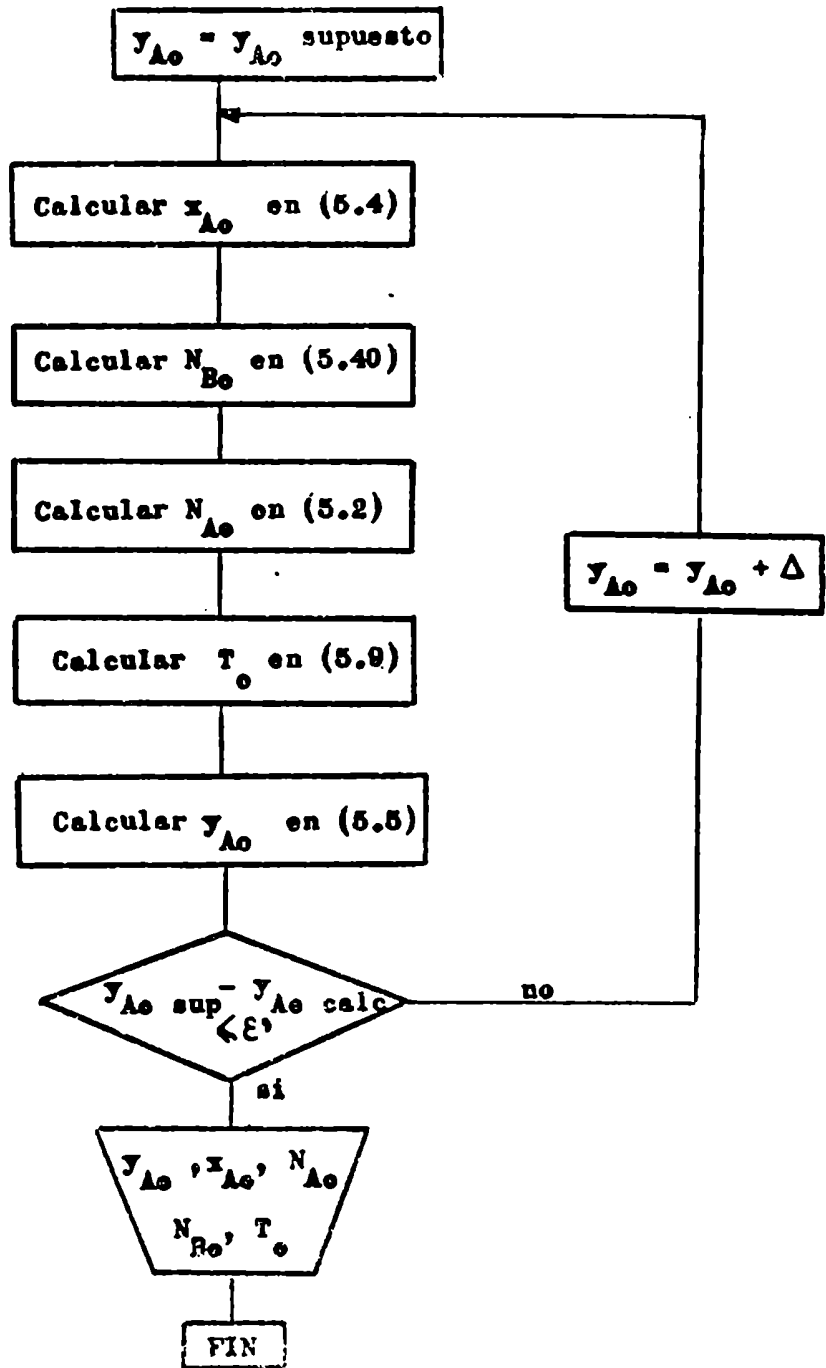 y_Ao = y_Ao supuesto
Calcular x_Ao en (5.4)
Calcular N_Bo en (5.40)
Calcular N_Ao en (5.2)
y_Ao = y_Ao + Δ
Calcular T_o en (5.9)
Calcular y_Ao en (5.5)
y_Ao sup - y_Ao calc
≤ε'
no
si
y_Ao, x_Ao, N_Ao
N_Bo, T_o
FIN